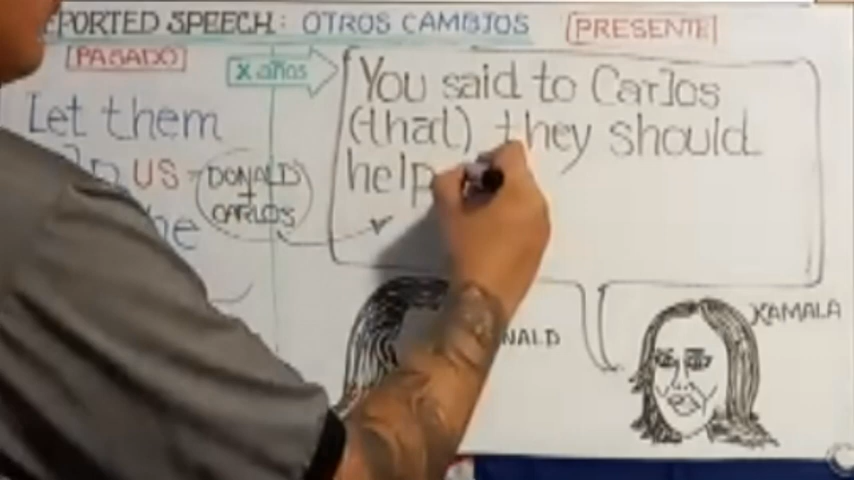 EPORTED SPEECH: OTROS CAMBIOS
PRESENTE
PASADO
x años
Let them
US = DONALD
+
CARLOS
he
You said to Carlos
(that) they should
help
NALD
KAMALA